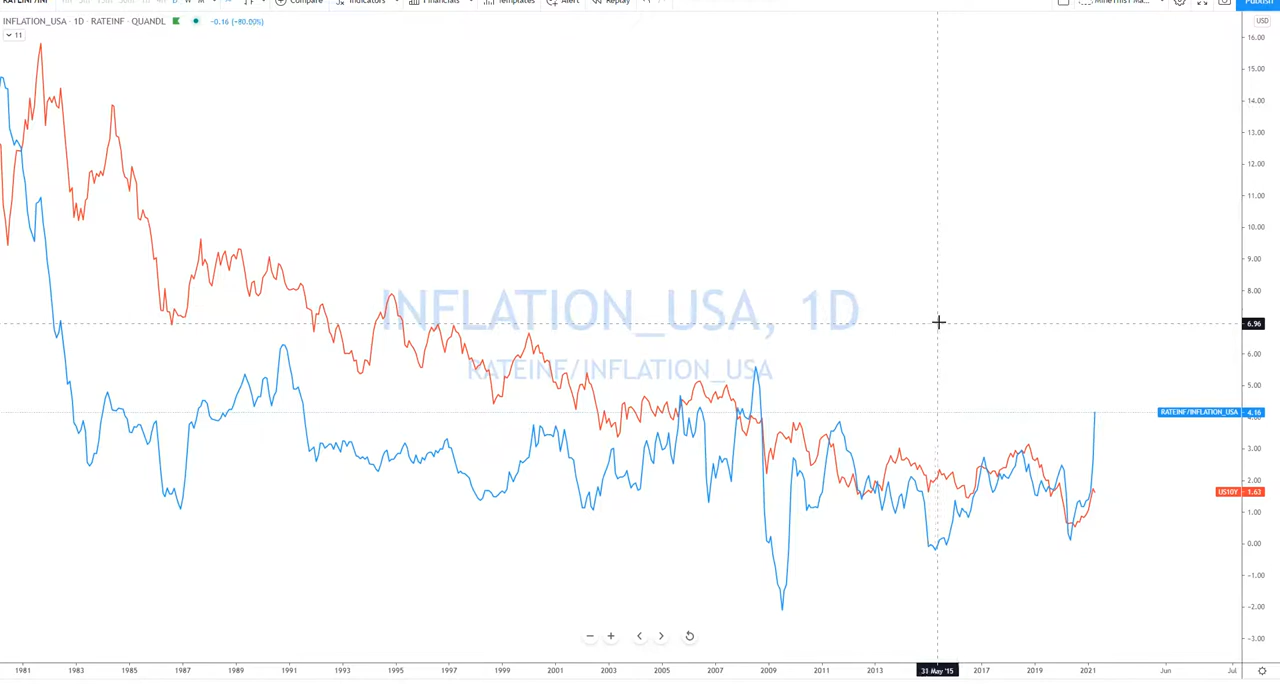 Compare Indicators Financials Templates Alert Replay Publish
INFLATION_USA · 1D · RATEINF · QUANDL -0.16 (-80.00%)
USD
11
16.00
15.00
14.00
13.00
12.00
11.00
10.00
9.00
8.00
INFLATION_USA, 1D
6.96
RATEINF/INFLATION_USA
6.00
5.00
RATEINF/INFLATION_USA 4.16
3.00
2.00
US10Y 1.63
1.00
0.00
-1.00
-2.00
-3.00
1981 1983 1985 1987 1989 1991 1993 1995 1997 1999 2001 2003 2005 2007 2009 2011 2013 31 May '15 2017 2019 2021 Jun Jul